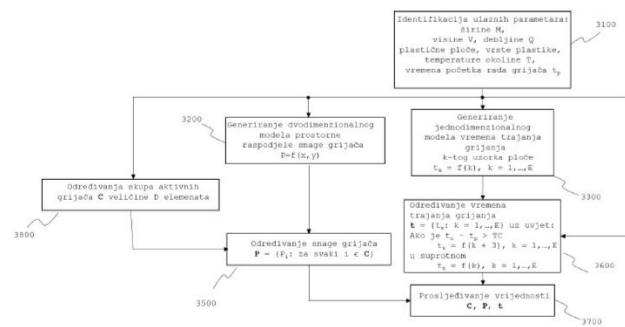 Identifikacija ulaznih parametara:
širine M,
visine V, debljine Q
plastične ploče, vrste plastike,
temperature okoline T,
vremena početka rada grijača tp
3100
3200
Generiranje dvodimenzionalnog
modela prostorne
raspodjele snage grijača
P=f(x,y)
Generiranje
jednodimenzionalnog
modela vremena trajanja
grijanja
k-tog uzorka ploče
tk = f(k), k = 1,…,E
3300
Određivanja skupa aktivnih
grijača C veličine D elemenata
3800
Određivanje snage grijača
P = {Pi: za svaki i ϵ C}
3500
Određivanje vremena
trajanja grijanja
t = {tk: k = 1,…,E} uz uvjet:
Ako je tk - tp > TC
tk = f(k + 3), k = 1,…,E
u suprotnom
tk = f(k), k = 1,…,E
3600
Prosljeđivanje vrijednosti
C, P, t
3700